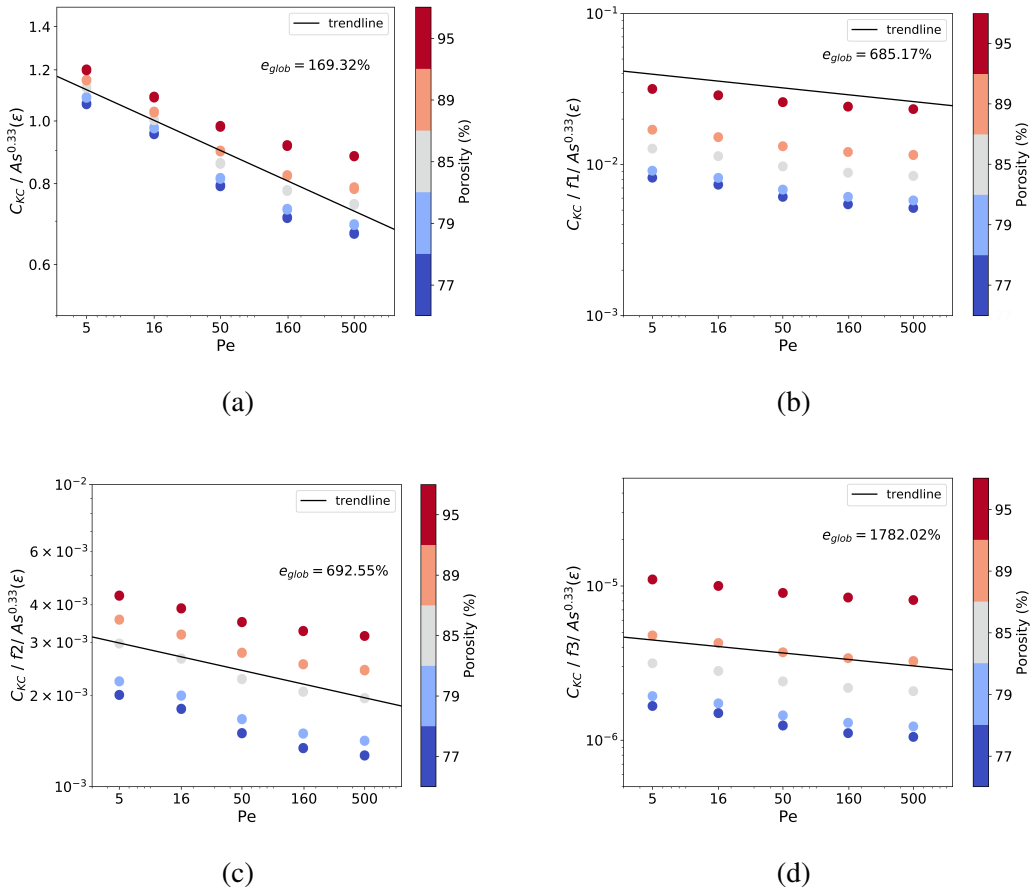 1.4
1.2
1.0
0.8
0.6
C_KC / As^0.33(ε)
trendline
e_glob = 169.32%
5 16 50 160 500
Pe
95
89
85
79
77
Porosity (%)
(a)
10^−1
10^−2
10^−3
C_KC / f1/ As^0.33(ε)
trendline
e_glob = 685.17%
5 16 50 160 500
Pe
95
89
85
79
77
Porosity (%)
(b)
10^−2
6 × 10^−3
4 × 10^−3
3 × 10^−3
2 × 10^−3
10^−3
C_KC / f2/ As^0.33(ε)
trendline
e_glob = 692.55%
5 16 50 160 500
Pe
95
89
85
79
77
Porosity (%)
(c)
10^−5
10^−6
C_KC / f3/ As^0.33(ε)
trendline
e_glob = 1782.02%
5 16 50 160 500
Pe
95
89
85
79
77
Porosity (%)
(d)